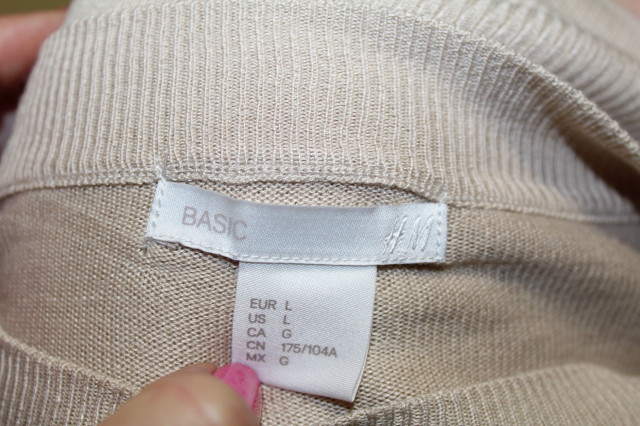 BASIC H&M
EUR L
US L
CA G
CN 175/104A
MX G